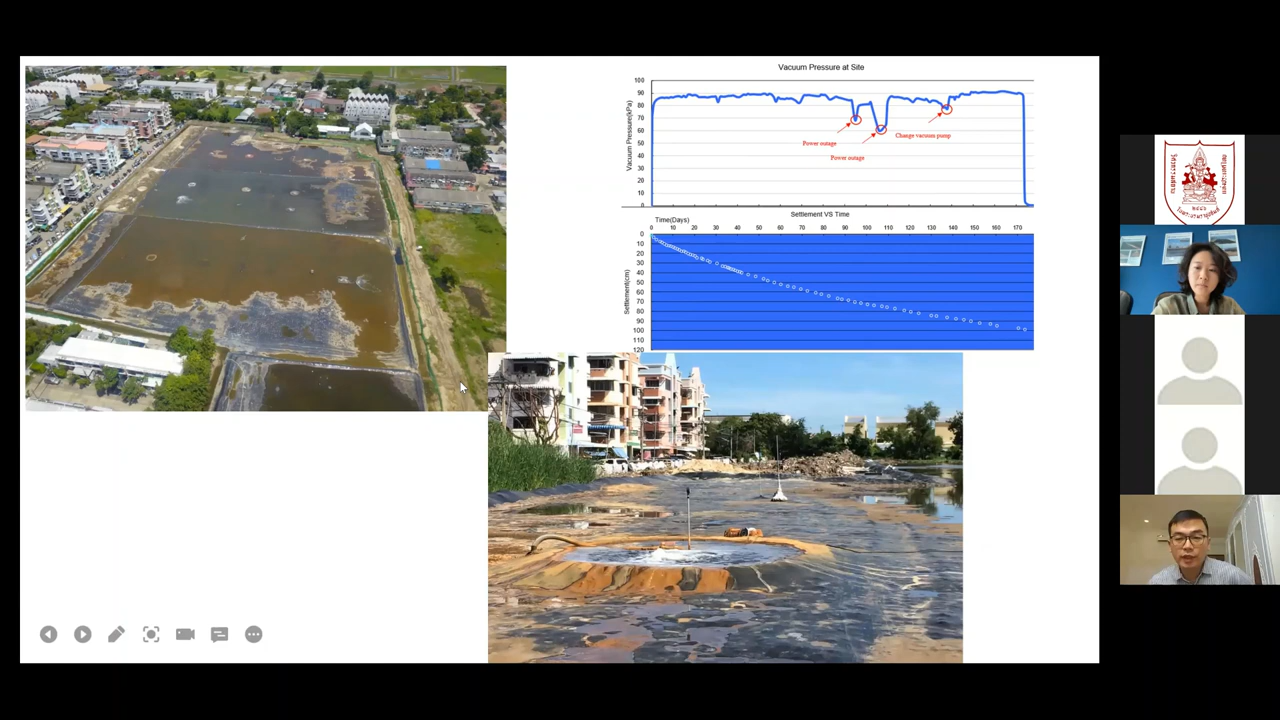 Vacuum Pressure at Site
Vacuum Pressure(kPa)
100
90
80
70
60
50
40
30
20
10
0
Power outage
Power outage
Change vacuum pump
Settlement VS Time
Time(Days)
0 10 20 30 40 50 60 70 80 90 100 110 120 130 140 150 160 170
Settlement(cm)
0
10
20
30
40
50
60
70
80
90
100
110
120